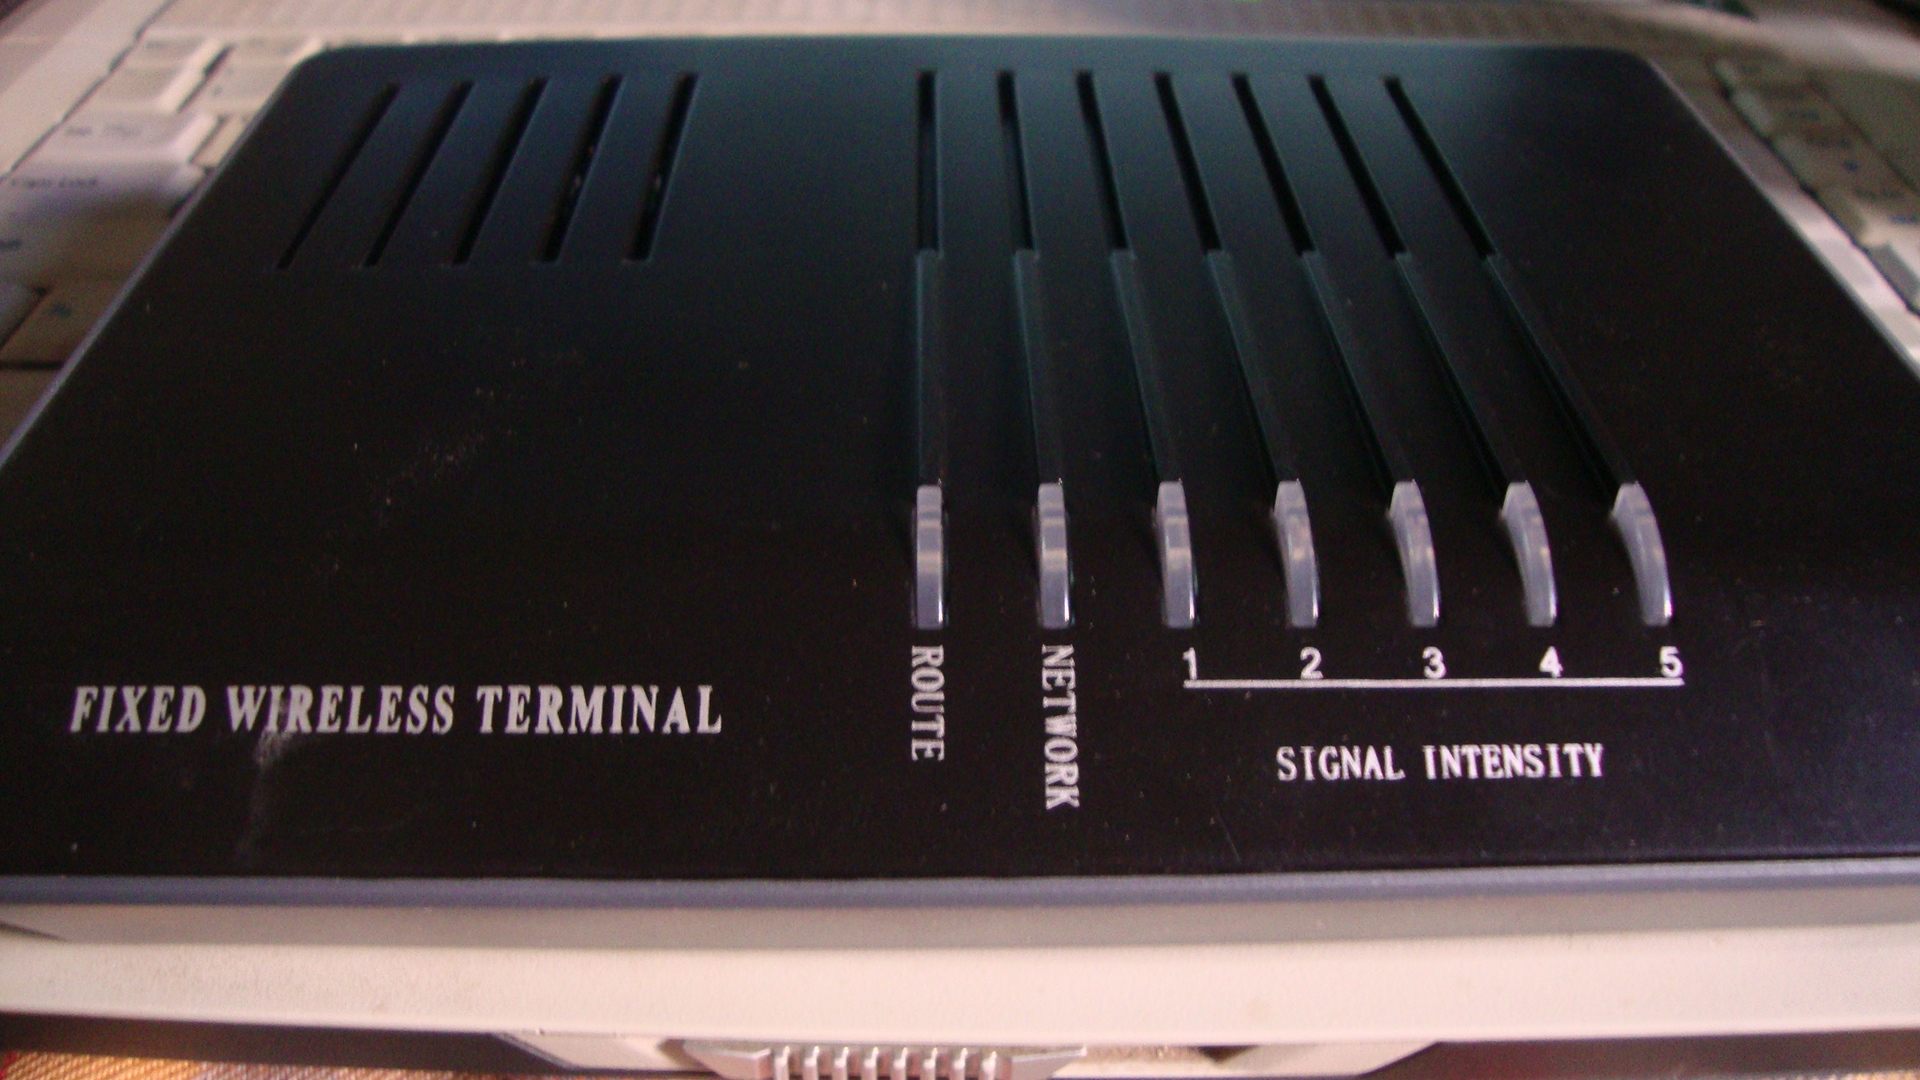 FIXED WIRELESS TERMINAL
ROUTE
NETWORK
1 2 3 4 5
SIGNAL INTENSITY